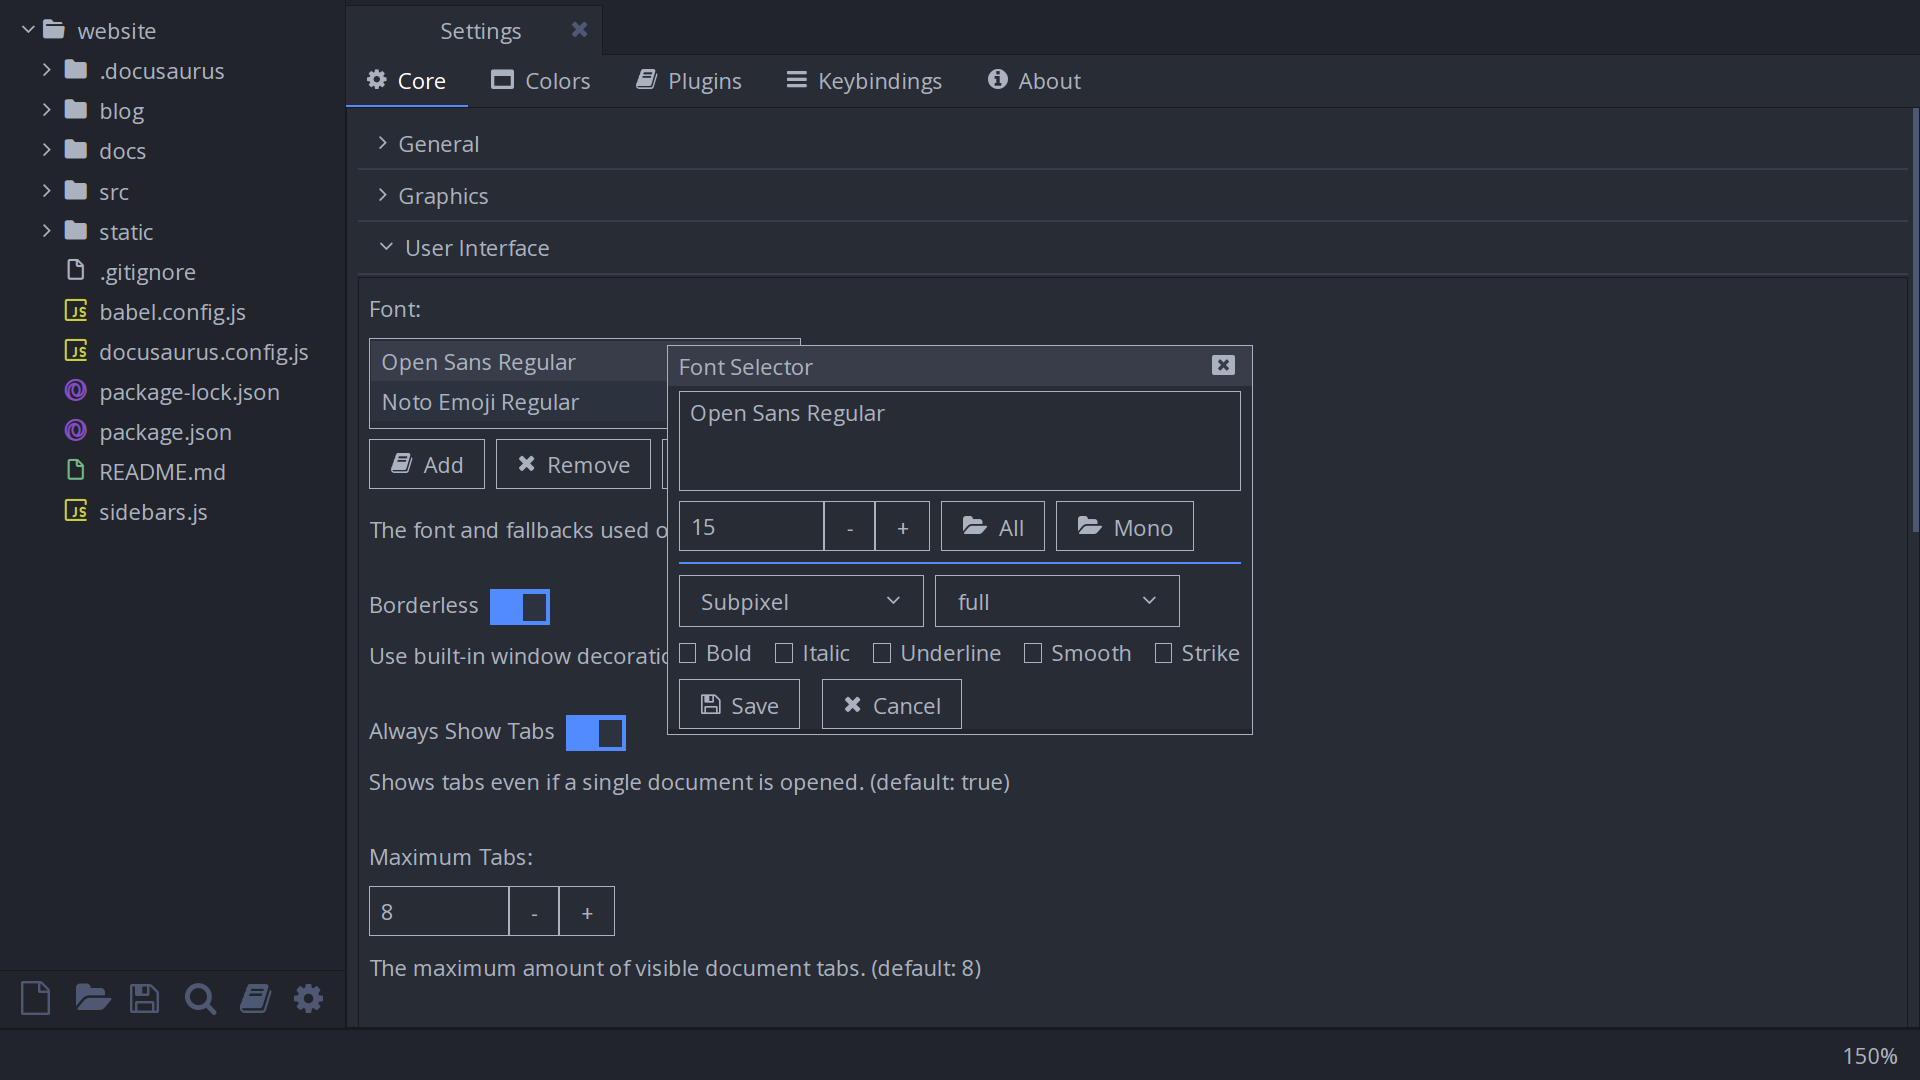 website
.docusaurus
blog
docs
src
static
.gitignore
babel.config.js
docusaurus.config.js
package-lock.json
package.json
README.md
sidebars.js
Settings
Core Colors Plugins Keybindings About
General
Graphics
User Interface
Font:
Open Sans Regular
Noto Emoji Regular
Add Remove
The font and fallbacks used o
Borderless
Use built-in window decoratio
Always Show Tabs
Shows tabs even if a single document is opened. (default: true)
Maximum Tabs:
8 - +
The maximum amount of visible document tabs. (default: 8)
Font Selector
Open Sans Regular
15 - + All Mono
Subpixel full
Bold Italic Underline Smooth Strike
Save Cancel
150%